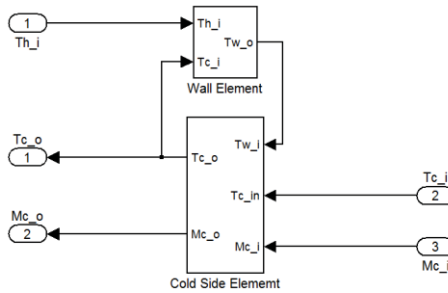 1
Th_i
Th_i
Tc_i
Tw_o
Wall Element
Tc_o
1
Tc_o
Tw_i
Tc_in
Tc_i
2
Mc_o
2
Mc_o
Mc_i
3
Mc_i
Cold Side Elememt